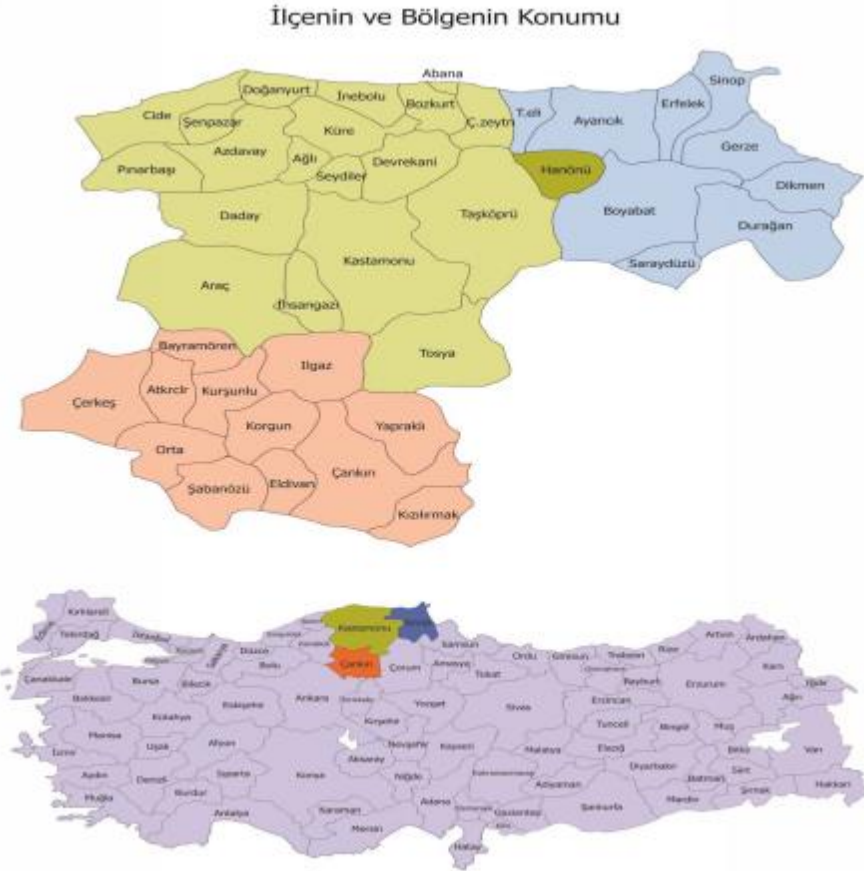 İlçenin ve Bölgenin Konumu
Abana
Sinop
Doğanyurt
İnebolu
Bozkurt
Cide
Şenpazar
Küre
Ç.zeytn
T.eli
Ayancık
Erfelek
Gerze
Azdavay
Ağlı
Devrekani
Pınarbaşı
Seydiler
Hanönü
Dikmen
Daday
Taşköprü
Boyabat
Durağan
Kastamonu
Saraydüzü
Araç
İhsangazi
Bayramören
Ilgaz
Tosya
Çerkeş
Atkrclr
Kurşunlu
Korgun
Yapraklı
Orta
Çankırı
Şabanözü
Eldivan
Kızılırmak
Kırklareli
Tekirdağ
İstanbul
Kastamonu
Samsun
Düzce
Bolu
Çankırı
Çorum
Amasya
Tokat
Ordu
Giresun
Trabzon
Rize
Artvin
Ardahan
Kars
Çanakkale
Bursa
Bilecik
Balıkesir
Eskişehir
Ankara
Yozgat
Sivas
Erzincan
Bayburt
Erzurum
Iğdır
Ağrı
Kütahya
Manisa
Uşak
Afyon
Kırşehir
Nevşehir
Kayseri
Malatya
Tunceli
Elazığ
Bingöl
Muş
Bitlis
Van
İzmir
Aydın
Denizli
Isparta
Konya
Aksaray
Niğde
Adıyaman
Diyarbakır
Batman
Siirt
Şırnak
Hakkari
Muğla
Burdur
Antalya
Karaman
Mersin
Adana
Gaziantep
Şanlıurfa
Mardin
Hatay